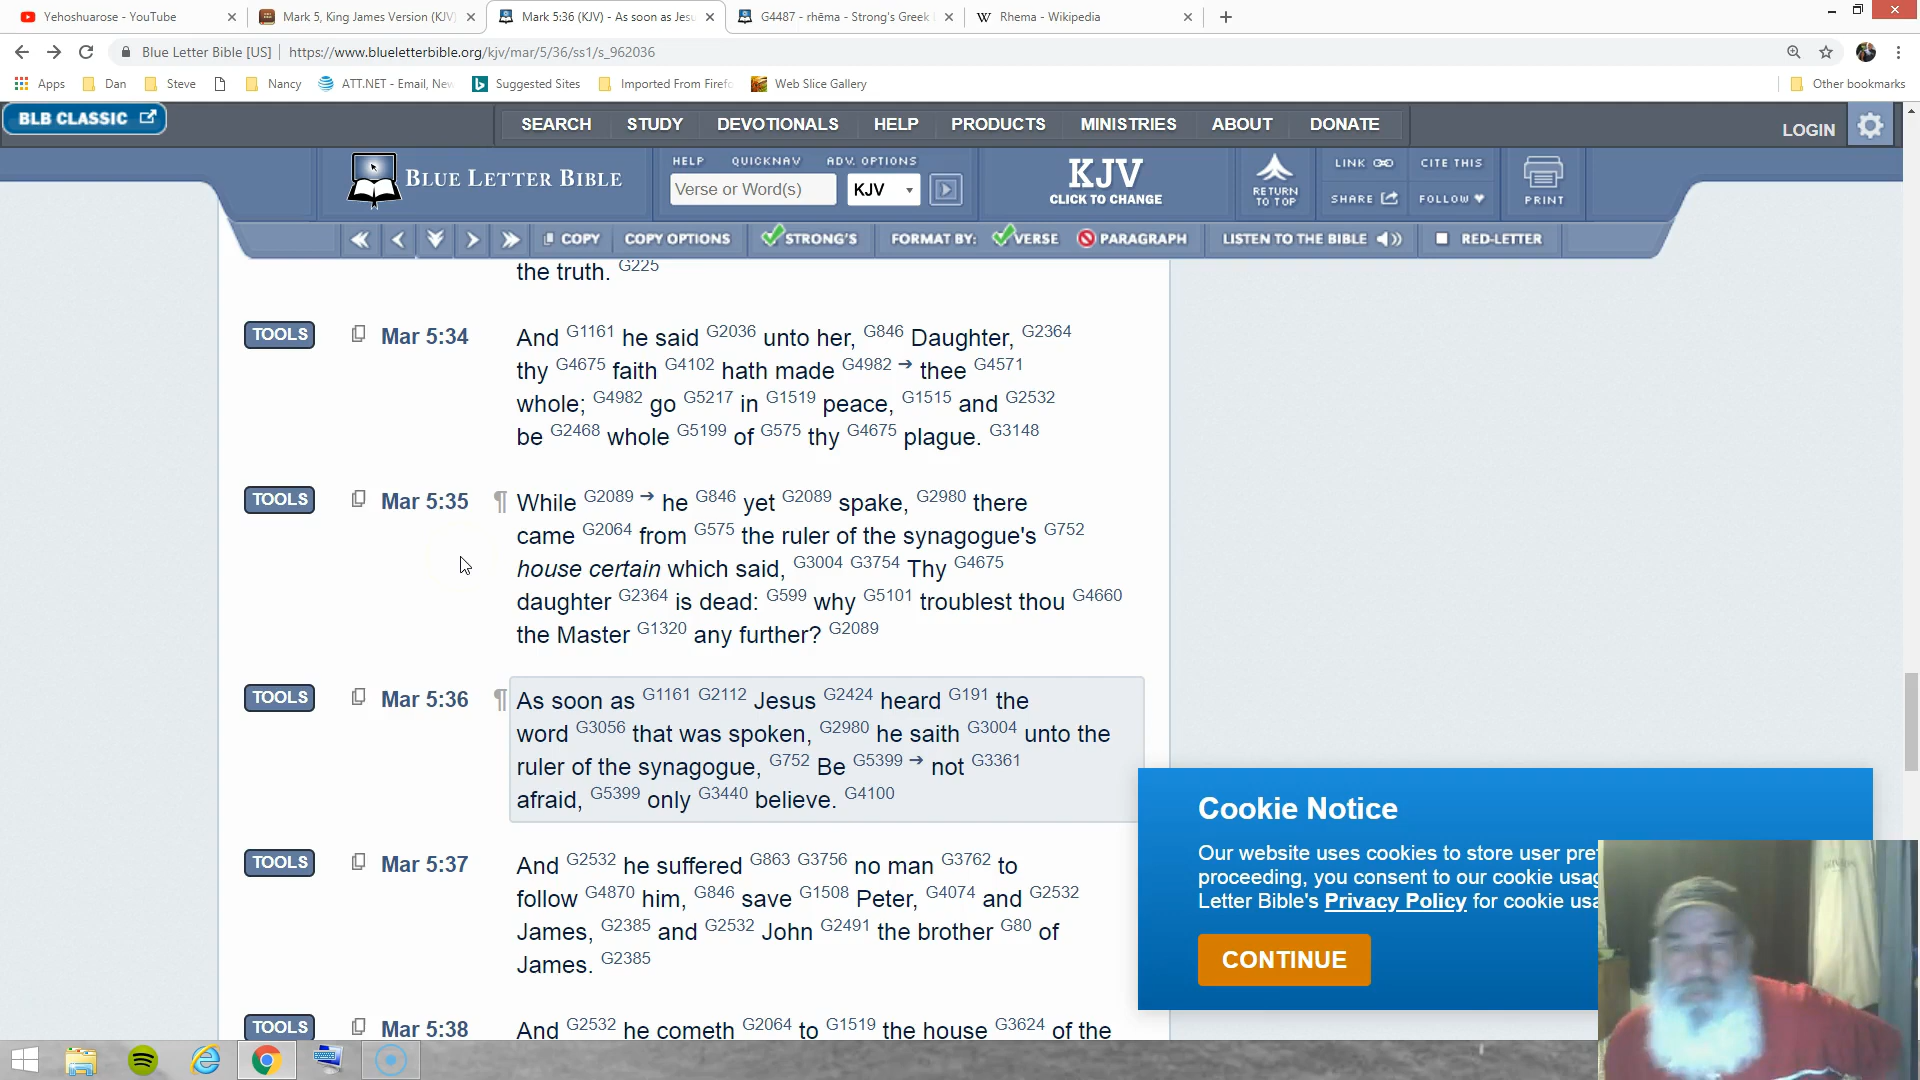 Yehoshuarose - YouTube
Mark 5, King James Version (KJV)
Mark 5:36 (KJV) - As soon as Jesu
G4487 - rhēma - Strong's Greek L
Rhema - Wikipedia
Blue Letter Bible [US] | https://www.blueletterbible.org/kjv/mar/5/36/ss1/s_962036
Apps Dan Steve Nancy ATT.NET - Email, New Suggested Sites Imported From Firefo Web Slice Gallery Other bookmarks
BLB CLASSIC
SEARCH STUDY DEVOTIONALS HELP PRODUCTS MINISTRIES ABOUT DONATE
LOGIN
BLUE LETTER BIBLE
HELP QUICKNAV ADV. OPTIONS
Verse or Word(s) KJV
KJV
CLICK TO CHANGE
RETURN
TO TOP
LINK CITE THIS
SHARE FOLLOW
PRINT
COPY COPY OPTIONS STRONG'S FORMAT BY: VERSE PARAGRAPH LISTEN TO THE BIBLE RED-LETTER
the truth. G225
TOOLS Mar 5:34 And G1161 he said G2036 unto her, G846 Daughter, G2364
thy G4675 faith G4102 hath made G4982 → thee G4571
whole; G4982 go G5217 in G1519 peace, G1515 and G2532
be G2468 whole G5199 of G575 thy G4675 plague. G3148
TOOLS Mar 5:35 ¶ While G2089 → he G846 yet G2089 spake, G2980 there
came G2064 from G575 the ruler of the synagogue's G752
house certain which said, G3004 G3754 Thy G4675
daughter G2364 is dead: G599 why G5101 troublest thou G4660
the Master G1320 any further? G2089
TOOLS Mar 5:36 ¶ As soon as G1161 G2112 Jesus G2424 heard G191 the
word G3056 that was spoken, G2980 he saith G3004 unto the
ruler of the synagogue, G752 Be G5399 → not G3361
afraid, G5399 only G3440 believe. G4100
TOOLS Mar 5:37 And G2532 he suffered G863 G3756 no man G3762 to
follow G4870 him, G846 save G1508 Peter, G4074 and G2532
James, G2385 and G2532 John G2491 the brother G80 of
James. G2385
TOOLS Mar 5:38 And G2532 he cometh G2064 to G1519 the house G3624 of the
Cookie Notice
Our website uses cookies to store user pre
proceeding, you consent to our cookie usag
Letter Bible's Privacy Policy for cookie usa
CONTINUE